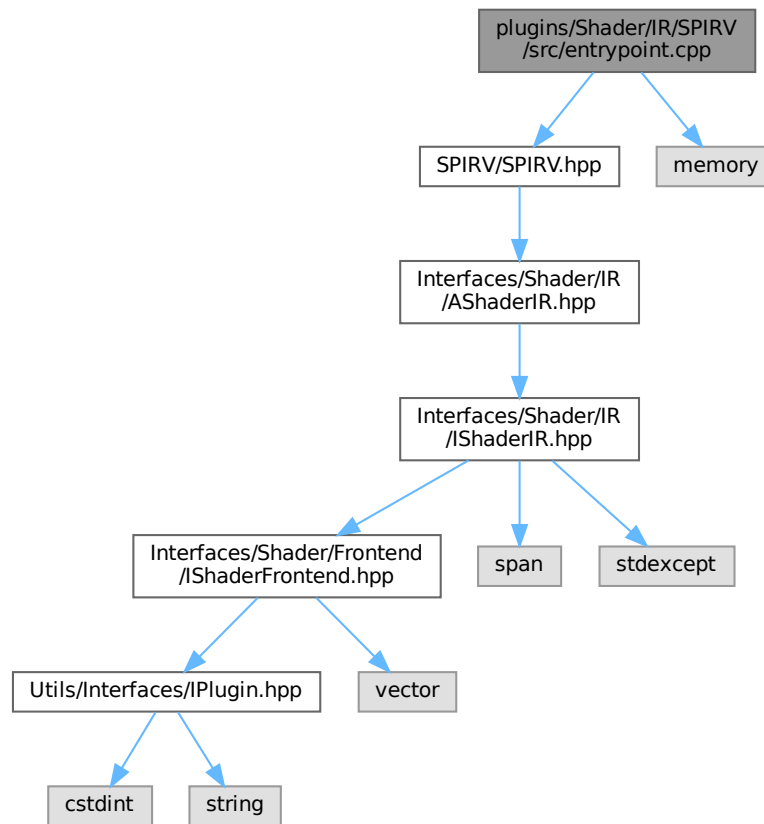 plugins/Shader/IR/SPIRV
/src/entrypoint.cpp
SPIRV/SPIRV.hpp
memory
Interfaces/Shader/IR
/AShaderIR.hpp
Interfaces/Shader/IR
/IShaderIR.hpp
Interfaces/Shader/Frontend
/IShaderFrontend.hpp
span
stdexcept
Utils/Interfaces/IPlugin.hpp
vector
cstdint
string